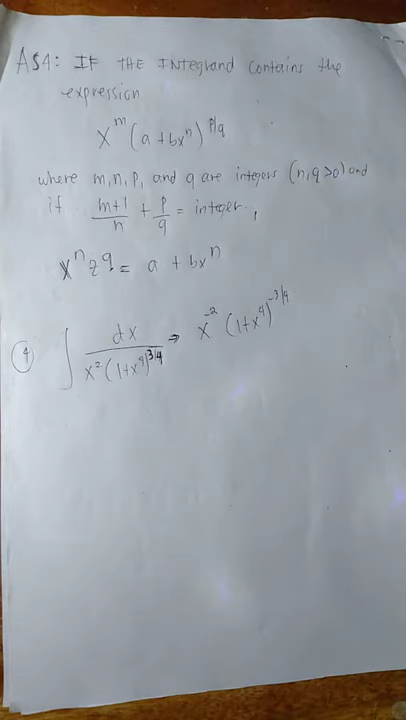 AS4: IF THE INTegrand Contains the
expression
x^m (a + bx^n)^p/q
where m, n, p, and q are integers (n, q > 0) and
if (m+1)/n + p/q = integer,
x^n z^q = a + bx^n
④ ∫ dx / x^2 (1+x^4)^3/4 ⇒ x^-2 (1+x^4)^-3/4